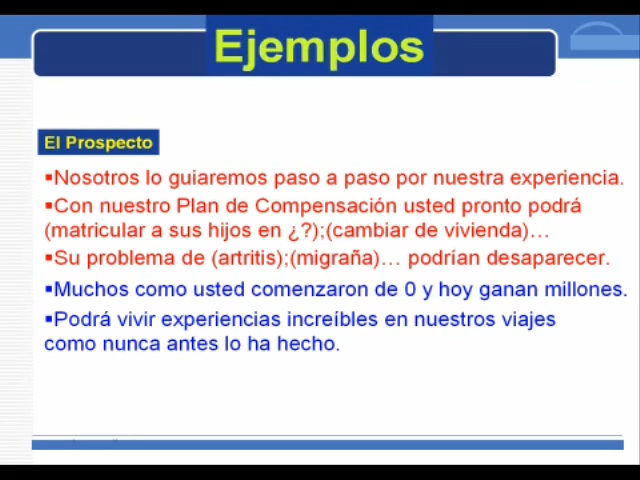 Ejemplos
El Prospecto
▪Nosotros lo guiaremos paso a paso por nuestra experiencia.
▪Con nuestro Plan de Compensación usted pronto podrá
(matricular a sus hijos en ¿?);(cambiar de vivienda)…
▪Su problema de (artritis);(migraña)… podrían desaparecer.
▪Muchos como usted comenzaron de 0 y hoy ganan millones.
▪Podrá vivir experiencias increíbles en nuestros viajes
como nunca antes lo ha hecho.